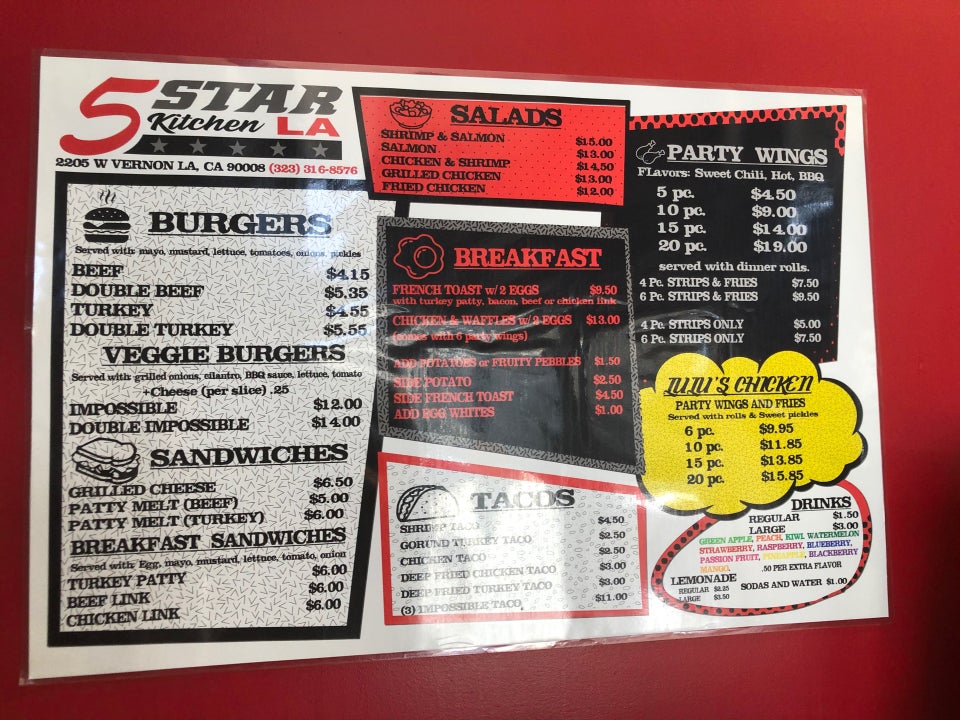 5 STAR
Kitchen LA
2205 W VERNON LA, CA 90008 (323) 316-8576
BURGERS
Served with: mayo, mustard, lettuce, tomatoes, onions, pickles
BEEF $4.15
DOUBLE BEEF $5.35
TURKEY $4.55
DOUBLE TURKEY $5.55
VEGGIE BURGERS
Served with: grilled onions, cilantro, BBQ sauce, lettuce, tomato
+Cheese (per slice) .25
IMPOSSIBLE $12.00
DOUBLE IMPOSSIBLE $14.00
SANDWICHES
GRILLED CHEESE $6.50
PATTY MELT (BEEF) $5.00
PATTY MELT (TURKEY) $6.00
BREAKFAST SANDWICHES
Served with: Egg, mayo, mustard, lettuce, tomato, onion
TURKEY PATTY $6.00
BEEF LINK $6.00
CHICKEN LINK $6.00
SALADS
SHRIMP & SALMON $15.00
SALMON $13.00
CHICKEN & SHRIMP $14,50
GRILLED CHICKEN $13.00
FRIED CHICKEN $12.00
BREAKFAST
FRENCH TOAST w/ 2 EGGS $9.50
with turkey patty, bacon, beef or chicken link
CHICKEN & WAFFLES w/ 2 EGGS $13.00
(comes with 6 party wings)
ADD POTATOES or FRUITY PEBBLES $1.50
SIDE POTATO $2.50
SIDE FRENCH TOAST $4.50
ADD EGG WHITES $1.00
TACOS
SHRIMP TACO $4.50
GORUND TURKEY TACO $2.50
CHICKEN TACO $2.50
DEEP FRIED CHICKEN TACO $3.00
DEEP FRIED TURKEY TACO $3.00
(3) IMPOSSIBLE TACO $11.00
PARTY WINGS
FLavors: Sweet Chili, Hot, BBQ
5 pc. $4.50
10 pc. $9.00
15 pc. $14.00
20 pc. $19.00
served with dinner rolls.
4 Pc. STRIPS & FRIES $7.50
6 Pc. STRIPS & FRIES $9.50
4 Pc. STRIPS ONLY $5.00
6 Pc. STRIPS ONLY $7.50
LULU'S CHICKEN
PARTY WINGS AND FRIES
Served with rolls & Sweet pickles
6 pc. $9.95
10 pc. $11.85
15 pc. $13.85
20 pc. $15.85
DRINKS
REGULAR $1.50
LARGE $3.00
GREEN APPLE, PEACH, KIWI, WATERMELON
STRAWBERRY, RASPBERRY, BLUEBERRY,
PASSION FRUIT, PINEAPPLE, BLACKBERRY
MANGO. .50 PER EXTRA FLAVOR
LEMONADE
REGULAR $2.25 SODAS AND WATER $1.00
LARGE $3.50